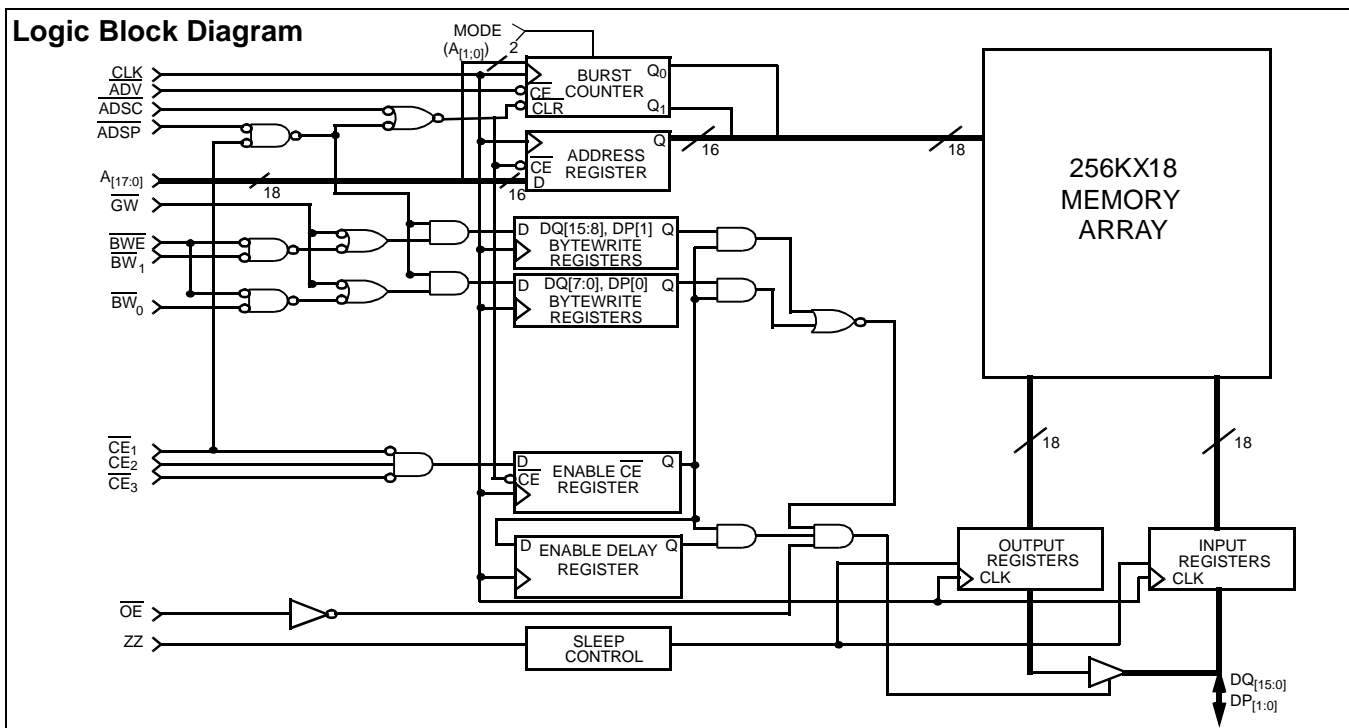 Logic Block Diagram
MODE
(A[1;0])
2
CLK
ADV
ADSC
ADSP
A[17:0]
18
GW
BWE
BW1
BW0
CE1
CE2
CE3
OE
ZZ
BURST
COUNTER
CE
CLR
Q0
Q1
ADDRESS
REGISTER
CE
D
Q
16
16
18
256KX18
MEMORY
ARRAY
D DQ[15:8], DP[1] Q
BYTEWRITE
REGISTERS
D DQ[7:0], DP[0] Q
BYTEWRITE
REGISTERS
D ENABLE CE Q
CE REGISTER
D ENABLE DELAY Q
REGISTER
SLEEP
CONTROL
18
18
OUTPUT
REGISTERS
CLK
INPUT
REGISTERS
CLK
DQ[15:0]
DP[1:0]